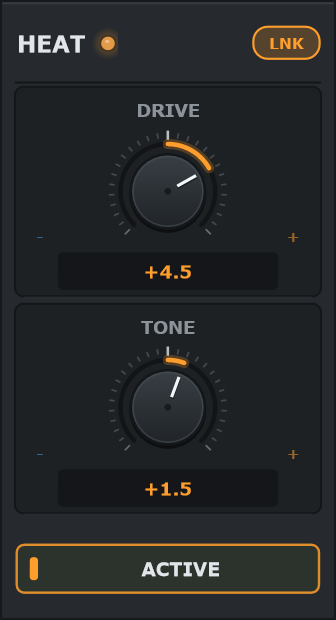 HEAT LNK
DRIVE
- +
+4.5
TONE
- +
+1.5
ACTIVE